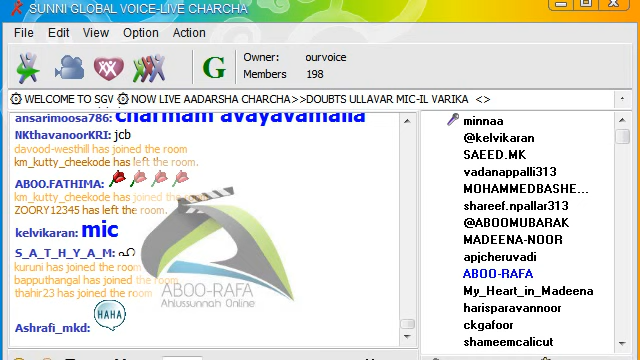 SUNNI GLOBAL VOICE-LIVE CHARCHA
File Edit View Option Action
G Owner: ourvoice
Members 198
WELCOME TO SGV NOW LIVE AADARSHA CHARCHA>>DOUBTS ULLAVAR MIC-IL VARIKA <>
ansarimoosa786: charmam avayavamalla
NKthavanoorKRI: jcb
davood-westhill has joined the room
km_kutty_cheekode has left the room.
ABOO.FATHIMA:
km_kutty_cheekode has joined the room
ZOORY12345 has left the room.
kelvikaran: mic
S_A_T_H_Y_A_M:
kuruni has joined the room
bapputhangal has joined the room
thahir23 has joined the room
ABOO-RAFA
Ahlussunnah Online
HAHA
Ashrafi_mkd:
minnaa
@kelvikaran
SAEED.MK
vadanappalli313
MOHAMMEDBASHE...
shareef.npallar313
@ABOOMUBARAK
MADEENA-NOOR
apjcheruvadi
ABOO-RAFA
My_Heart_in_Madeena
harisparavannoor
ckgafoor
shameemcalicut